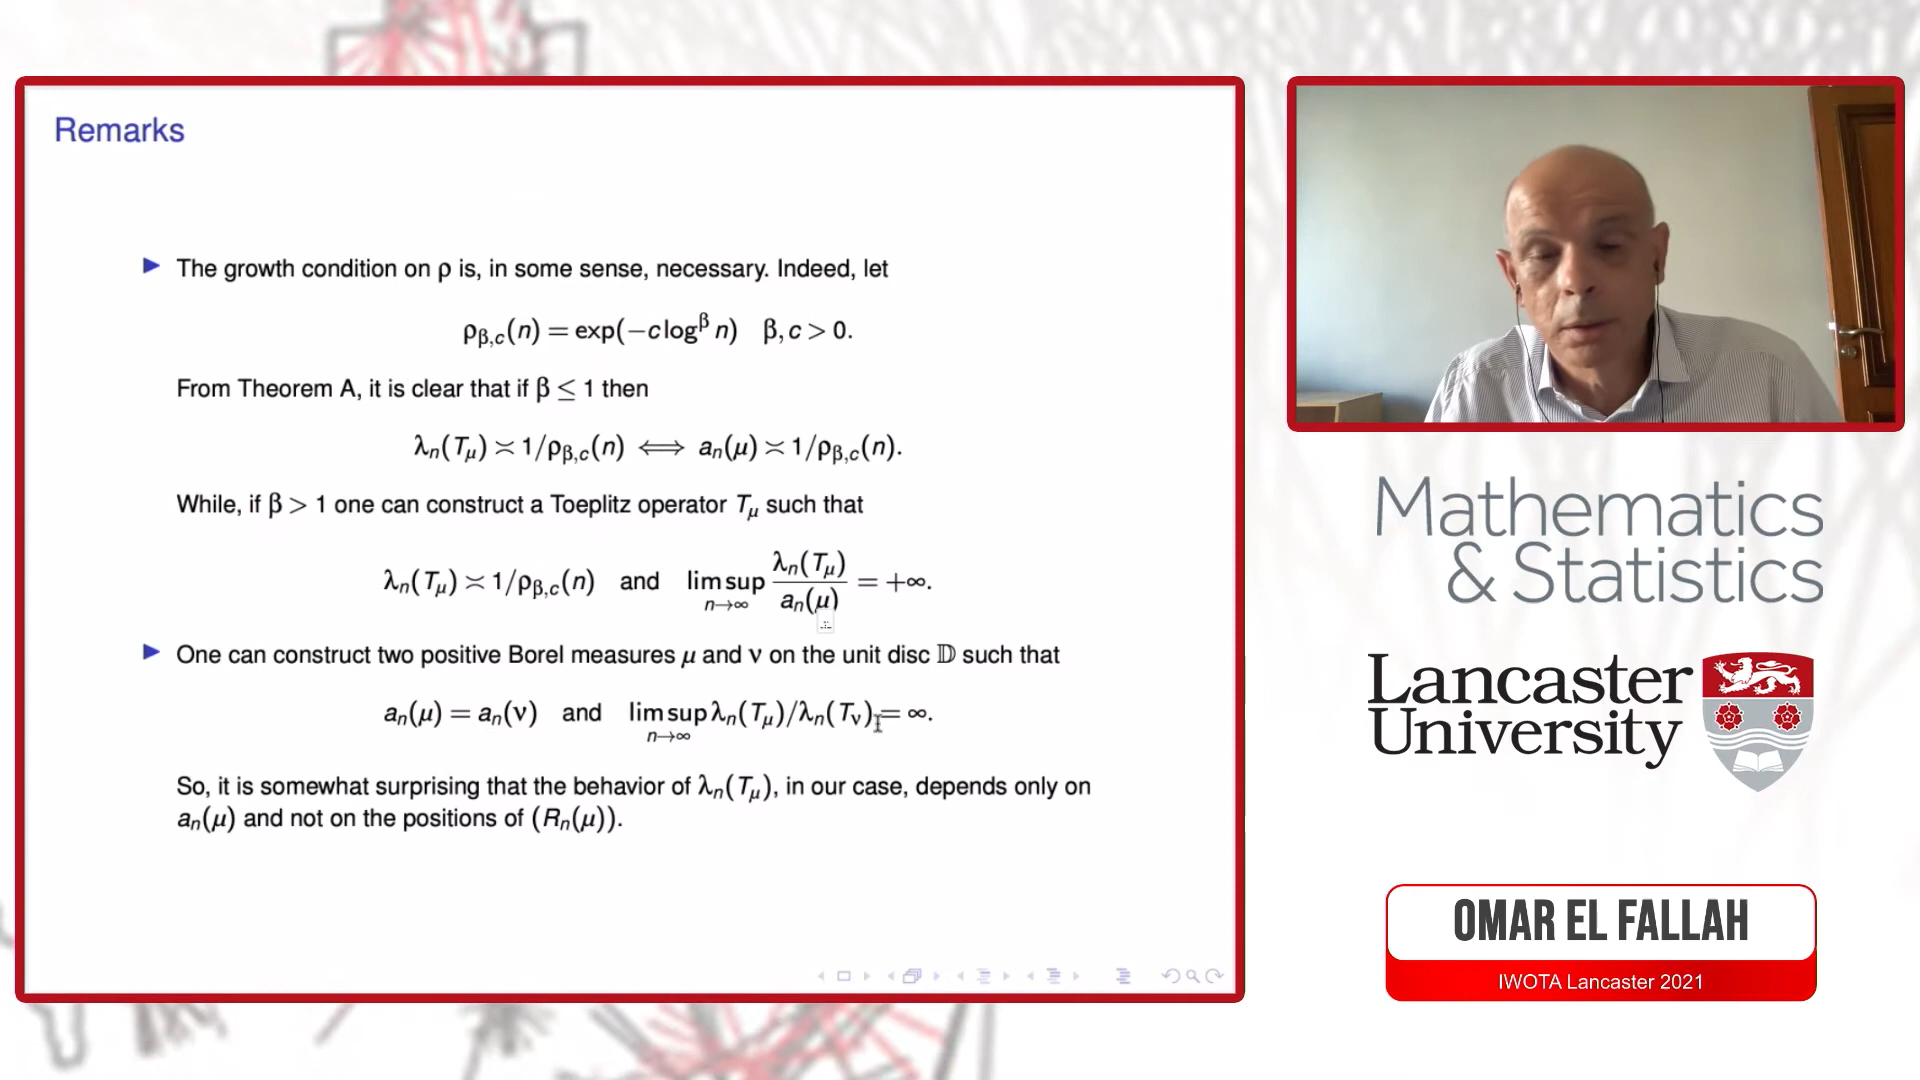 Remarks
▶ The growth condition on ρ is, in some sense, necessary. Indeed, let
ρ_{β,c}(n) = exp(−c log^β n)   β, c > 0.
From Theorem A, it is clear that if β ≤ 1 then
λ_n(T_μ) ≍ 1/ρ_{β,c}(n) ⟺ a_n(μ) ≍ 1/ρ_{β,c}(n).
While, if β > 1 one can construct a Toeplitz operator T_μ such that
λ_n(T_μ) ≍ 1/ρ_{β,c}(n)   and   lim sup_{n→∞} λ_n(T_μ)/a_n(μ) = +∞.
▶ One can construct two positive Borel measures μ and ν on the unit disc 𝔻 such that
a_n(μ) = a_n(ν)   and   lim sup_{n→∞} λ_n(T_μ)/λ_n(T_ν) = ∞.
So, it is somewhat surprising that the behavior of λ_n(T_μ), in our case, depends only on
a_n(μ) and not on the positions of (R_n(μ)).
Mathematics
& Statistics
Lancaster
University
OMAR EL FALLAH
IWOTA Lancaster 2021